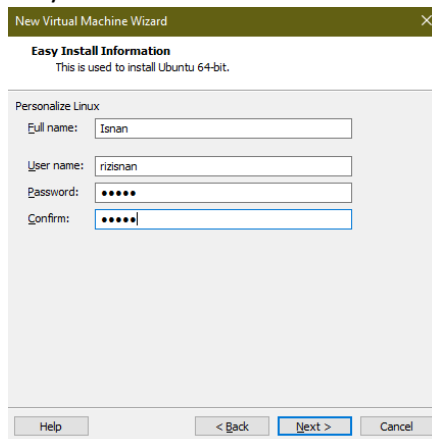 New Virtual Machine Wizard
Easy Install Information
This is used to install Ubuntu 64-bit.
Personalize Linux
Full name: Isnan
User name: rizisnan
Password: •••••
Confirm: •••••
Help < Back Next > Cancel